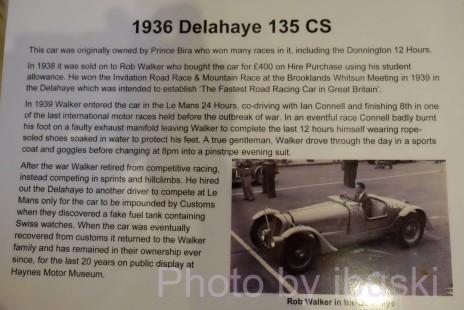 1936 Delahaye 135 CS
This car was originally owned by Prince Bira who won many races in it, including the Donnington 12 Hours.
In 1938 it was sold on to Rob Walker who bought the car for £400 on Hire Purchase using his student
allowance. He won the Invitation Road Race & Mountain Race at the Brooklands Whitsun Meeting in 1939 in
the Delahaye which was intended to establish 'The Fastest Road Racing Car in Great Britain'.
In 1939 Walker entered the car in the Le Mans 24 Hours, co-driving with Ian Connell and finishing 8th in one
of the last international motor races held before the outbreak of war. In an eventful race Connell badly burnt
his foot on a faulty exhaust manifold leaving Walker to complete the last 12 hours himself wearing rope-
soled shoes soaked in water to protect his feet. A true gentleman, Walker drove through the day in a sports
coat and goggles before changing at 8pm into a pinstripe evening suit.
After the war Walker retired from competitive racing,
instead competing in sprints and hillclimbs. He hired
out the Delahaye to another driver to compete at Le
Mans only for the car to be impounded by Customs
when they discovered a fake fuel tank containing
Swiss watches. When the car was eventually
recovered from customs it returned to the Walker
family and has remained in their ownership ever
since, for the last 20 years on public display at
Haynes Motor Museum.
Rob Walker in the
Photo by ibuski